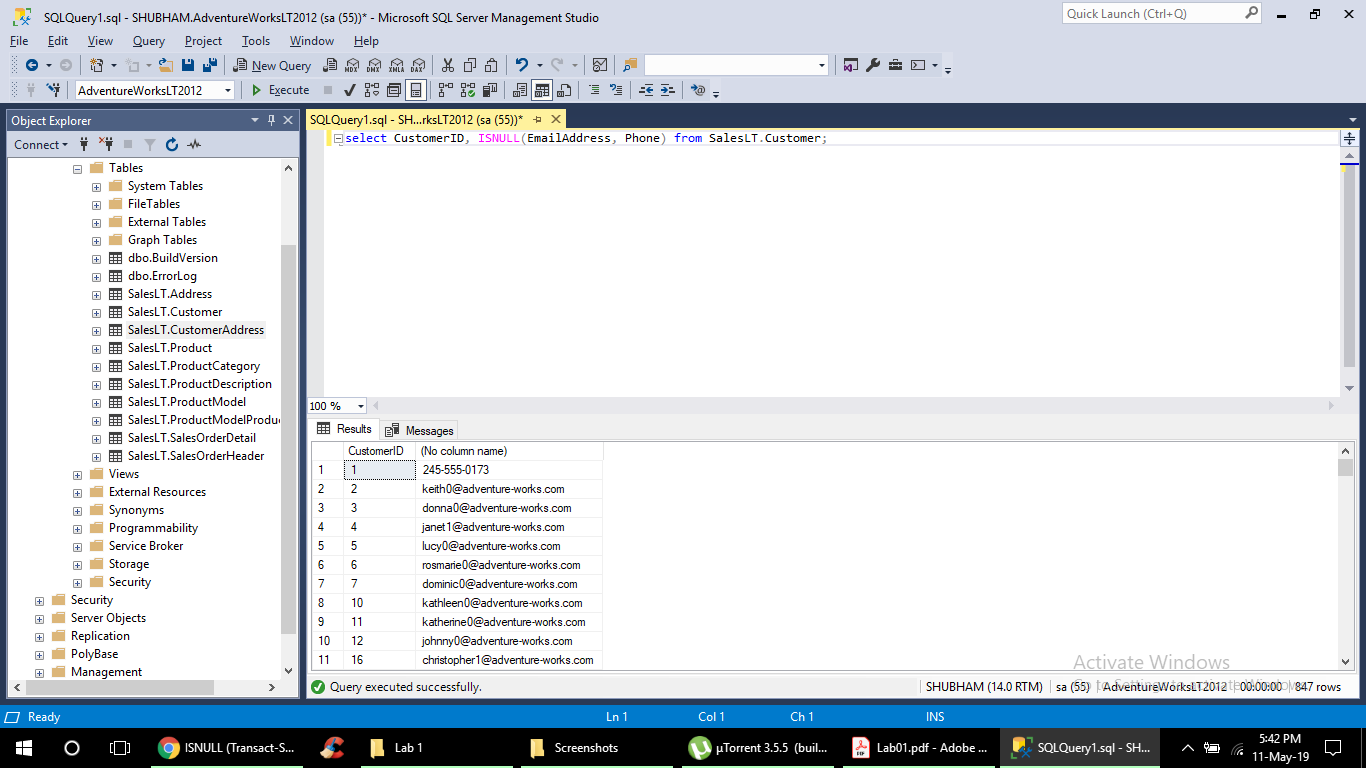 SQLQuery1.sql - SHUBHAM.AdventureWorksLT2012 (sa (55))* - Microsoft SQL Server Management Studio
Quick Launch (Ctrl+Q)
File Edit View Query Project Tools Window Help
New Query
MDX DMX XMLA DAX
AdventureWorksLT2012
Execute
Object Explorer
Connect
Tables
System Tables
FileTables
External Tables
Graph Tables
dbo.BuildVersion
dbo.ErrorLog
SalesLT.Address
SalesLT.Customer
SalesLT.CustomerAddress
SalesLT.Product
SalesLT.ProductCategory
SalesLT.ProductDescription
SalesLT.ProductModel
SalesLT.ProductModelProdu
SalesLT.SalesOrderDetail
SalesLT.SalesOrderHeader
Views
External Resources
Synonyms
Programmability
Service Broker
Storage
Security
Security
Server Objects
Replication
PolyBase
Management
SQLQuery1.sql - SH...rksLT2012 (sa (55))*
select CustomerID, ISNULL(EmailAddress, Phone) from SalesLT.Customer;
100 %
Results Messages
CustomerID (No column name)
1 1 245-555-0173
2 2 keith0@adventure-works.com
3 3 donna0@adventure-works.com
4 4 janet1@adventure-works.com
5 5 lucy0@adventure-works.com
6 6 rosmarie0@adventure-works.com
7 7 dominic0@adventure-works.com
8 10 kathleen0@adventure-works.com
9 11 katherine0@adventure-works.com
10 12 johnny0@adventure-works.com
11 16 christopher1@adventure-works.com
Activate Windows
Go to Settings to activate Windows.
Query executed successfully.
SHUBHAM (14.0 RTM) sa (55) AdventureWorksLT2012 00:00:00 847 rows
Ready Ln 1 Col 1 Ch 1 INS
ISNULL (Transact-S...
Lab 1
Screenshots
µTorrent 3.5.5 (buil...
Lab01.pdf - Adobe ...
SQLQuery1.sql - SH...
5:42 PM
11-May-19